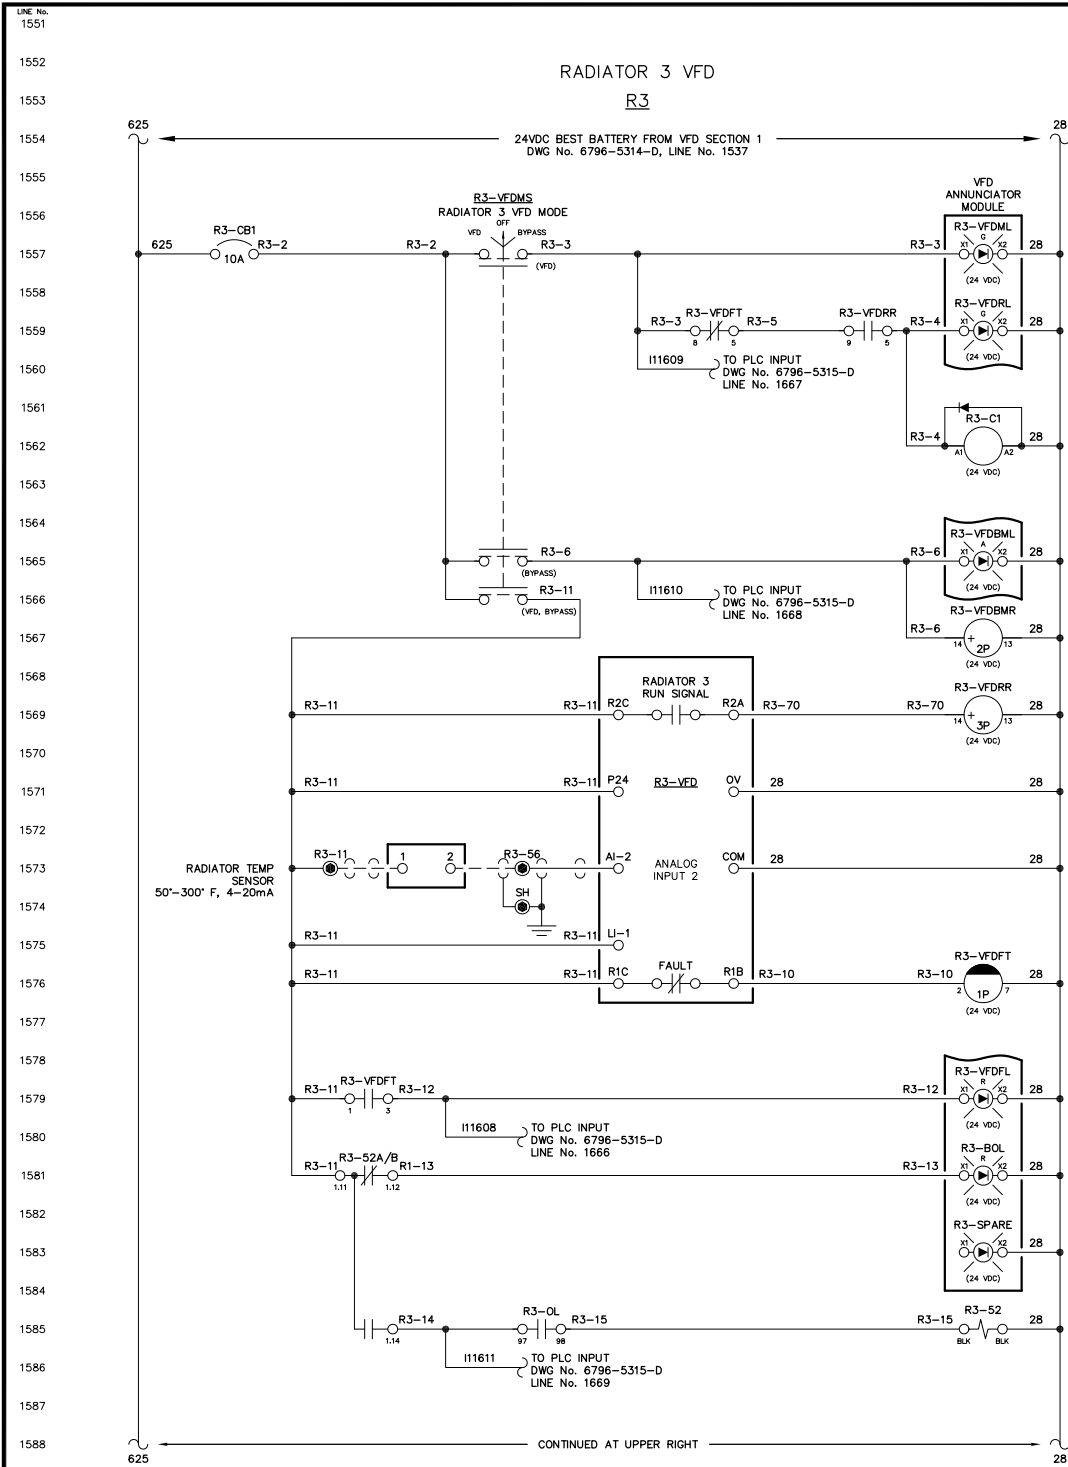 LINE No.
1551
1552
RADIATOR 3 VFD
1553
R3
625
28
1554
24VDC BEST BATTERY FROM VFD SECTION 1
DWG No. 6796-5314-D, LINE No. 1537
1555
VFD
ANNUNCIATOR
MODULE
R3-VFDMS
1556
RADIATOR 3 VFD MODE
OFF
VFD BYPASS
R3-CB1
R3-VFDML
G
1557
625 R3-2 R3-2 R3-3 R3-3 X1 X2 28
10A
(VFD)
(24 VDC)
1558
R3-VFDRL
G
R3-VFDFT R3-VFDRR
1559
R3-3 R3-5 R3-4 X1 X2 28
8 5 9 5
(24 VDC)
1560
I11609 TO PLC INPUT
DWG No. 6796-5315-D
LINE No. 1667
1561
R3-C1
1562
R3-4 A1 A2 28
(24 VDC)
1563
1564
R3-VFDBML
A
1565
R3-6 R3-6 X1 X2 28
(BYPASS)
(24 VDC)
1566
R3-11
(VFD, BYPASS)
I11610 TO PLC INPUT
DWG No. 6796-5315-D
LINE No. 1668
R3-VFDBMR
1567
R3-6 14 + 2P 13 28
(24 VDC)
1568
RADIATOR 3
RUN SIGNAL
R3-VFDRR
1569
R3-11 R3-11 R2C R2A R3-70 R3-70 14 + 3P 13 28
(24 VDC)
1570
1571
R3-11 R3-11 P24 R3-VFD OV 28 28
1572
1573
RADIATOR TEMP
SENSOR
50°-300° F, 4-20mA
R3-11 1 2 R3-56 AI-2 ANALOG
INPUT 2
COM 28 28
1574
SH
1575
R3-11 R3-11 LI-1
R3-VFDFT
1576
R3-11 R3-11 R1C FAULT R1B R3-10 R3-10 2 1P 7 28
(24 VDC)
1577
1578
R3-VFDFL
R
R3-VFDFT
1579
R3-11 R3-12 R3-12 X1 X2 28
1 3
(24 VDC)
1580
I11608 TO PLC INPUT
DWG No. 6796-5315-D
LINE No. 1666
R3-52A/B
R3-BOL
R
1581
R3-11 R1-13 R3-13 X1 X2 28
1.11 1.12
(24 VDC)
1582
R3-SPARE
1583
X1 X2 28
(24 VDC)
1584
R3-OL R3-52
1585
R3-14 R3-15 R3-15 28
1.14 97 98 BLK BLK
1586
I11611 TO PLC INPUT
DWG No. 6796-5315-D
LINE No. 1669
1587
1588
CONTINUED AT UPPER RIGHT
625
28